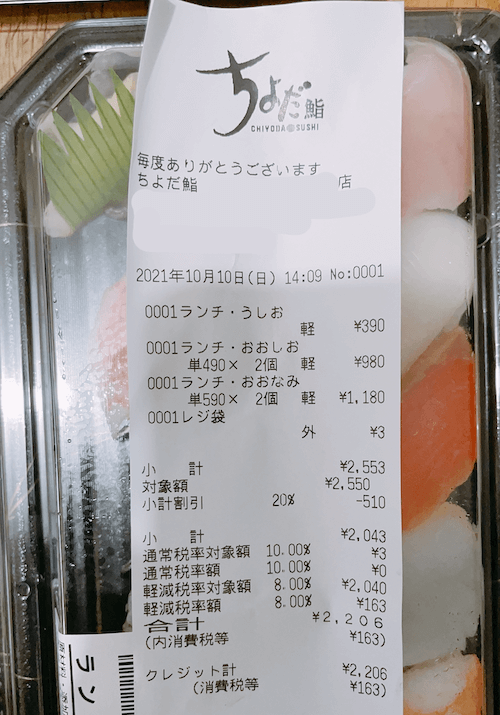 ちよだ鮨
CHIYODA SUSHI
毎度ありがとうございます
ちよだ鮨 店
2021年10月10日(日) 14:09 No:0001
0001ランチ・うしお
軽 ¥390
0001ランチ・おおしお
単490× 2個 軽 ¥980
0001ランチ・おおなみ
単590× 2個 軽 ¥1,180
0001レジ袋
外 ¥3
小 計 ¥2,553
対象額 ¥2,550
小計割引 20% -510
小 計 ¥2,043
通常税率対象額 10.00% ¥3
通常税率額 10.00% ¥0
軽減税率対象額 8.00% ¥2,040
軽減税率額 8.00% ¥163
合計 ¥2,206
(内消費税等 ¥163)
クレジット計 ¥2,206
(消費税等 ¥163)
ラン